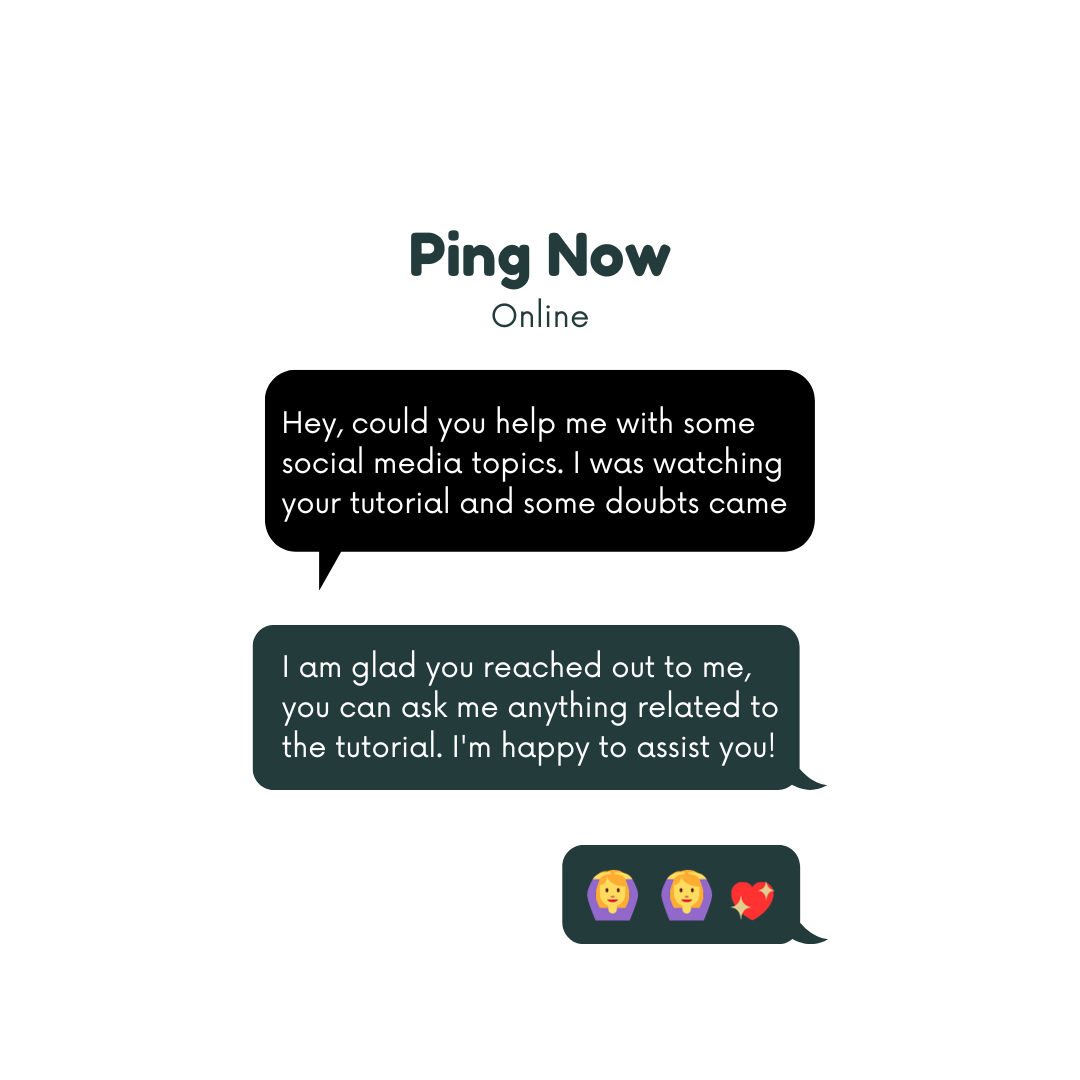 Ping Now
Online
Hey, could you help me with some
social media topics. I was watching
your tutorial and some doubts came
I am glad you reached out to me,
you can ask me anything related to
the tutorial. I'm happy to assist you!
🙆‍♀️ 🙆‍♀️ 💖